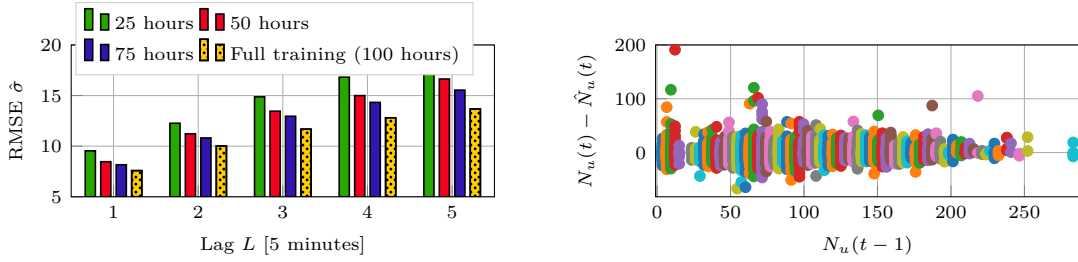 25 hours 50 hours
75 hours Full training (100 hours)
20
15
10
5
RMSE σ̂
1 2 3 4 5
Lag L [5 minutes]
200
100
0
N_u(t) − N̂_u(t)
0 50 100 150 200 250
N_u(t − 1)